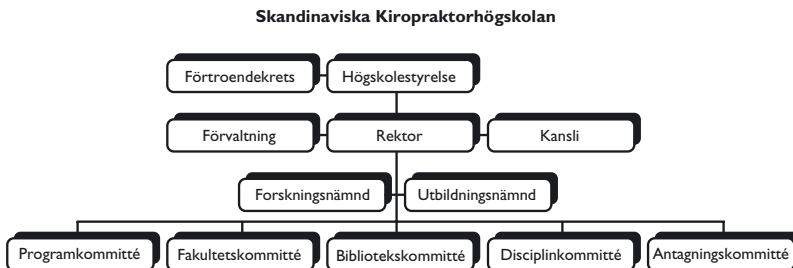 Skandinaviska Kiropraktorhögskolan
Förtroendekrets
Högskolestyrelse
Förvaltning
Rektor
Kansli
Forskningsnämnd
Utbildningsnämnd
Programkommitté
Fakultetskommitté
Bibliotekskommitté
Disciplinkommitté
Antagningskommitté